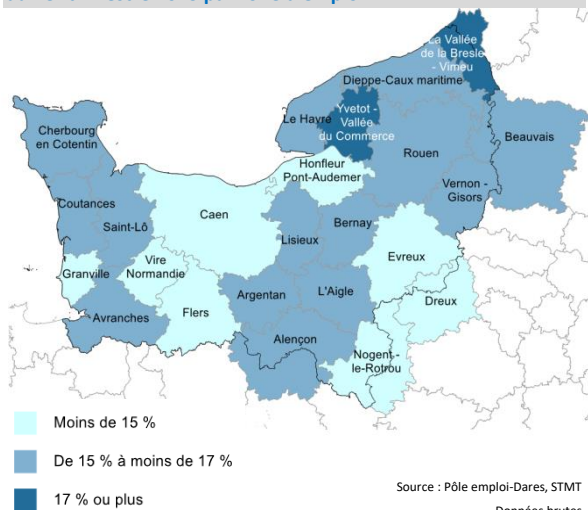 La Vallée
de la Bresle
- Vimeu
Dieppe-Caux maritime
Le Havre
Yvetot -
Vallée
du Commerce
Cherbourg
en Cotentin
Beauvais
Rouen
Honfleur
Pont-Audemer
Vernon -
Gisors
Coutances
Saint-Lô
Caen
Lisieux
Bernay
Evreux
Granville
Vire
Normandie
Dreux
Argentan
L'Aigle
Avranches
Flers
Alençon
Nogent -
le-Rotrou
Moins de 15 %
De 15 % à moins de 17 %
17 % ou plus
Source : Pôle emploi-Dares, STMT
Données brutes